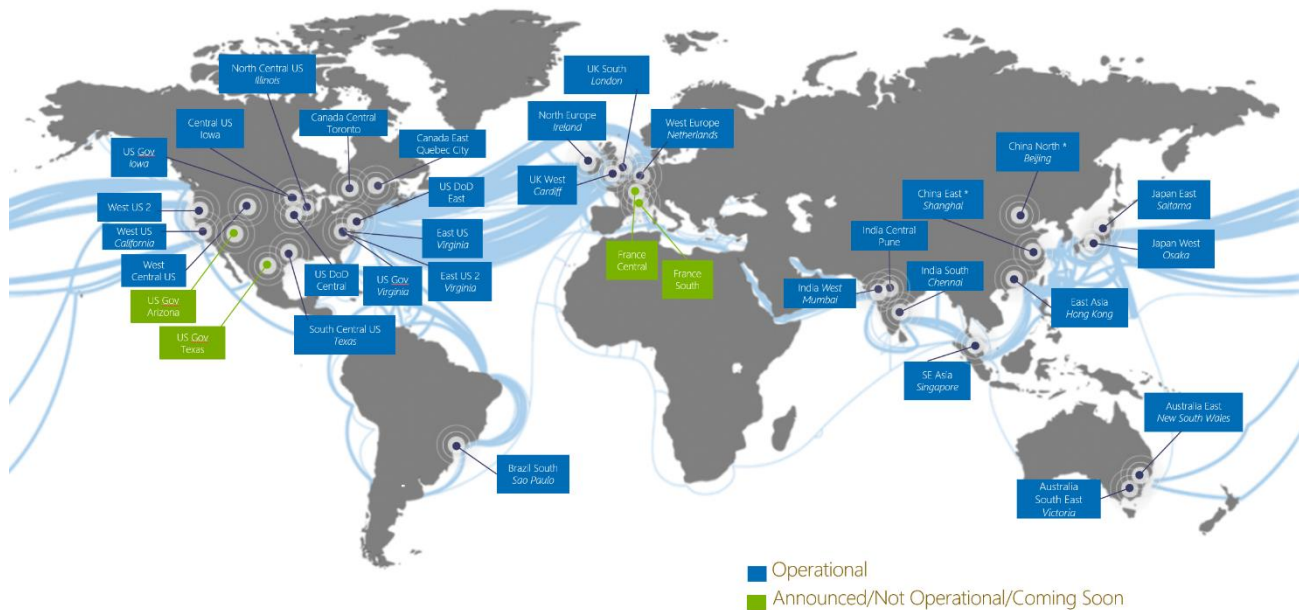 North Central US
Illinois
UK South
London
Central US
Iowa
Canada Central
Toronto
North Europe
Ireland
West Europe
Netherlands
Canada East
Quebec City
China North *
Beijing
US Gov
Iowa
UK West
Cardiff
US DoD
East
China East *
Shanghai
Japan East
Saitama
West US 2
West US
California
East US
Virginia
India Central
Pune
Japan West
Osaka
West
Central US
US DoD
Central
US Gov
Virginia
East US 2
Virginia
France
Central
France
South
India South
Chennai
India West
Mumbai
East Asia
Hong Kong
US Gov
Arizona
US Gov
Texas
South Central US
Texas
SE Asia
Singapore
Australia East
New South Wales
Brazil South
Sao Paulo
Australia
South East
Victoria
Operational
Announced/Not Operational/Coming Soon